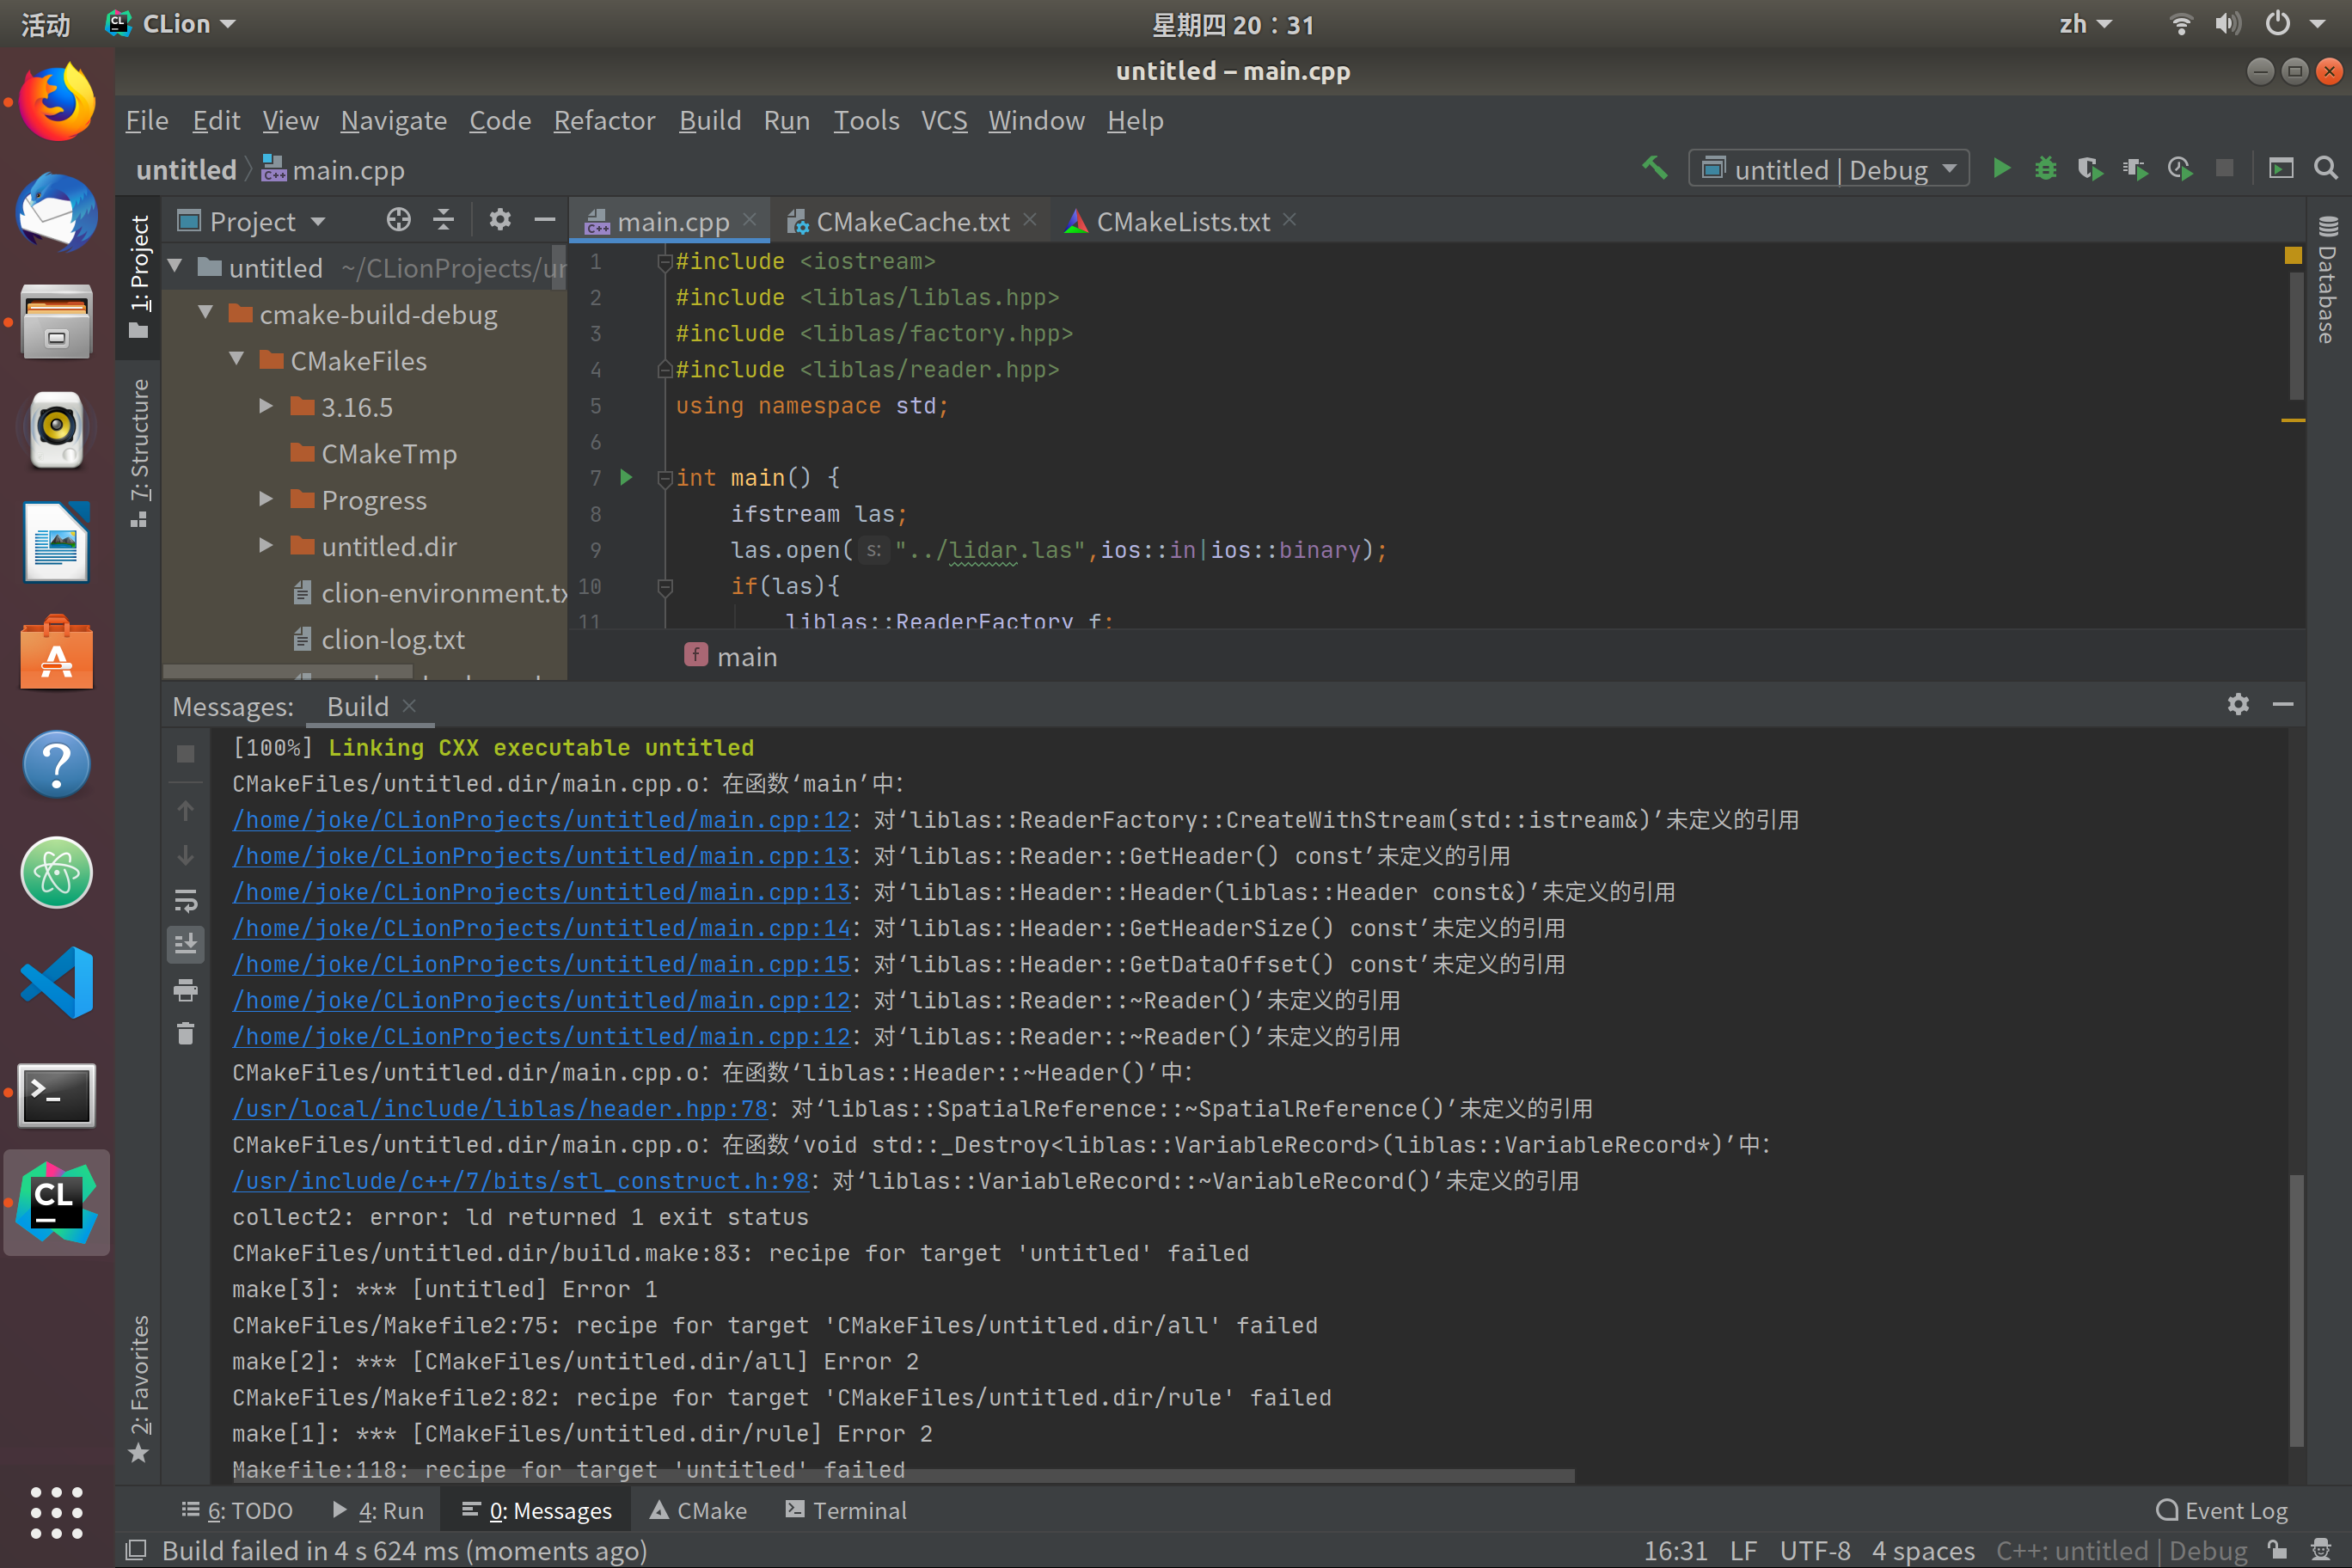 活动 CLion 星期四 20：31 zh
untitled – main.cpp
File Edit View Navigate Code Refactor Build Run Tools VCS Window Help
untitled main.cpp untitled | Debug
1: Project
7: Structure
2: Favorites
Database
Project
untitled ~/CLionProjects/un
cmake-build-debug
CMakeFiles
3.16.5
CMakeTmp
Progress
untitled.dir
clion-environment.tx
clion-log.txt
main.cpp CMakeCache.txt CMakeLists.txt
1 #include <iostream>
2 #include <liblas/liblas.hpp>
3 #include <liblas/factory.hpp>
4 #include <liblas/reader.hpp>
5 using namespace std;
6
7 int main() {
8 ifstream las;
9 las.open( s: "../lidar.las",ios::in|ios::binary);
10 if(las){
11 liblas::ReaderFactory f;
f main
Messages: Build
[100%] Linking CXX executable untitled
CMakeFiles/untitled.dir/main.cpp.o：在函数‘main’中：
/home/joke/CLionProjects/untitled/main.cpp:12：对‘liblas::ReaderFactory::CreateWithStream(std::istream&)’未定义的引用
/home/joke/CLionProjects/untitled/main.cpp:13：对‘liblas::Reader::GetHeader() const’未定义的引用
/home/joke/CLionProjects/untitled/main.cpp:13：对‘liblas::Header::Header(liblas::Header const&)’未定义的引用
/home/joke/CLionProjects/untitled/main.cpp:14：对‘liblas::Header::GetHeaderSize() const’未定义的引用
/home/joke/CLionProjects/untitled/main.cpp:15：对‘liblas::Header::GetDataOffset() const’未定义的引用
/home/joke/CLionProjects/untitled/main.cpp:12：对‘liblas::Reader::~Reader()’未定义的引用
/home/joke/CLionProjects/untitled/main.cpp:12：对‘liblas::Reader::~Reader()’未定义的引用
CMakeFiles/untitled.dir/main.cpp.o：在函数‘liblas::Header::~Header()’中：
/usr/local/include/liblas/header.hpp:78：对‘liblas::SpatialReference::~SpatialReference()’未定义的引用
CMakeFiles/untitled.dir/main.cpp.o：在函数‘void std::_Destroy<liblas::VariableRecord>(liblas::VariableRecord*)’中：
/usr/include/c++/7/bits/stl_construct.h:98：对‘liblas::VariableRecord::~VariableRecord()’未定义的引用
collect2: error: ld returned 1 exit status
CMakeFiles/untitled.dir/build.make:83: recipe for target 'untitled' failed
make[3]: *** [untitled] Error 1
CMakeFiles/Makefile2:75: recipe for target 'CMakeFiles/untitled.dir/all' failed
make[2]: *** [CMakeFiles/untitled.dir/all] Error 2
CMakeFiles/Makefile2:82: recipe for target 'CMakeFiles/untitled.dir/rule' failed
make[1]: *** [CMakeFiles/untitled.dir/rule] Error 2
Makefile:118: recipe for target 'untitled' failed
6: TODO 4: Run 0: Messages CMake Terminal Event Log
Build failed in 4 s 624 ms (moments ago) 16:31 LF UTF-8 4 spaces C++: untitled | Debug